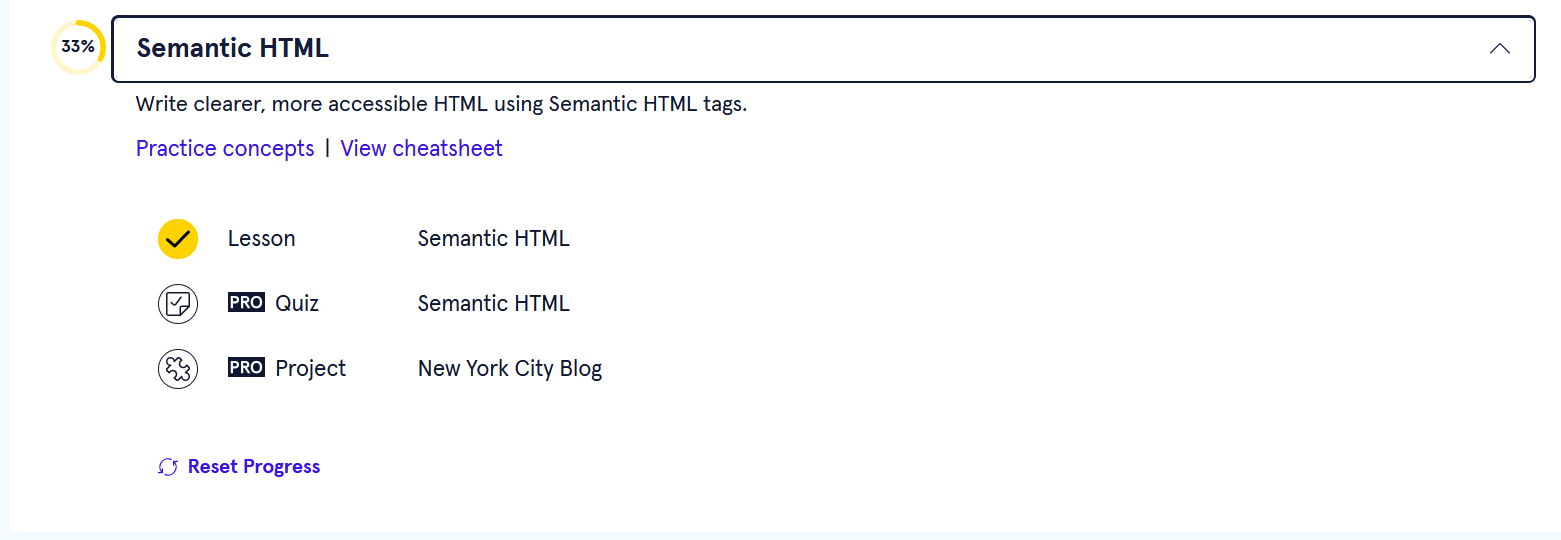 33% Semantic HTML
Write clearer, more accessible HTML using Semantic HTML tags.
Practice concepts | View cheatsheet
Lesson Semantic HTML
PRO Quiz Semantic HTML
PRO Project New York City Blog
Reset Progress